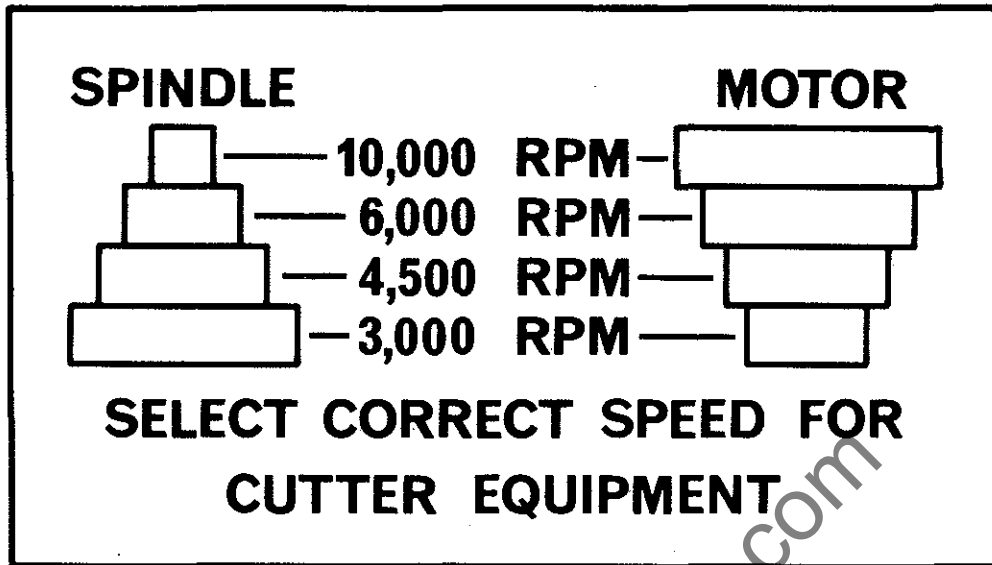 SPINDLE MOTOR
10,000 RPM
6,000 RPM
4,500 RPM
3,000 RPM
SELECT CORRECT SPEED FOR
CUTTER EQUIPMENT
com